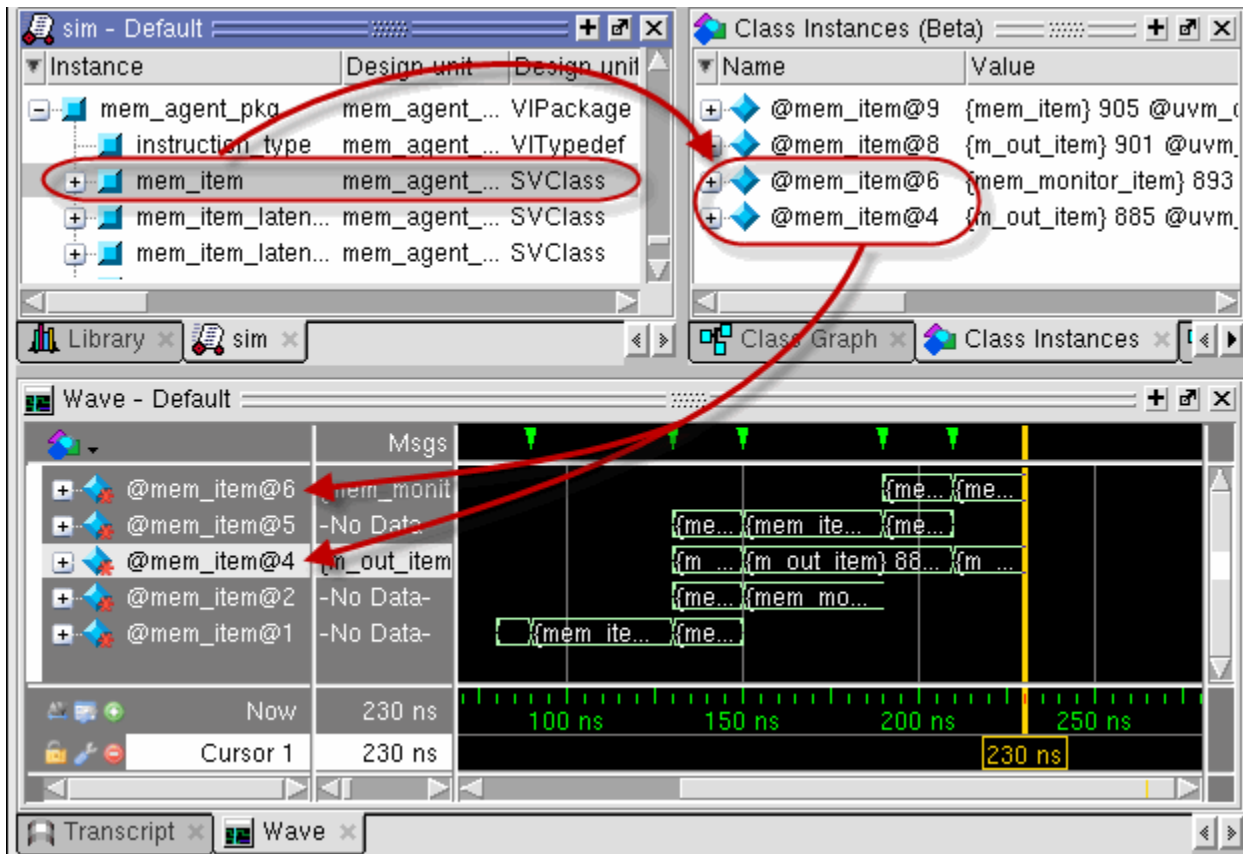 sim - Default
Instance Design unit Design unit
mem_agent_pkg mem_agent_... VIPackage
instruction_type mem_agent_... VITypedef
mem_item mem_agent_... SVClass
mem_item_laten... mem_agent_... SVClass
mem_item_laten... mem_agent_... SVClass
Library sim
Class Instances (Beta)
Name Value
@mem_item@9 {mem_item} 905 @uvm_
@mem_item@8 {m_out_item} 901 @uvm_
@mem_item@6 {mem_monitor_item} 893
@mem_item@4 {m_out_item} 885 @uvm_
Class Graph Class Instances
Wave - Default
Msgs
@mem_item@6 {mem_monit {me... {me...
@mem_item@5 -No Data- {me... {mem_ite... {me...
@mem_item@4 {m_out_item {m_... {m_out_item} 88... {m_...
@mem_item@2 -No Data- {me... {mem_mo...
@mem_item@1 -No Data- {mem_ite... {me...
Now 230 ns 100 ns 150 ns 200 ns 250 ns
Cursor 1 230 ns 230 ns
Transcript Wave